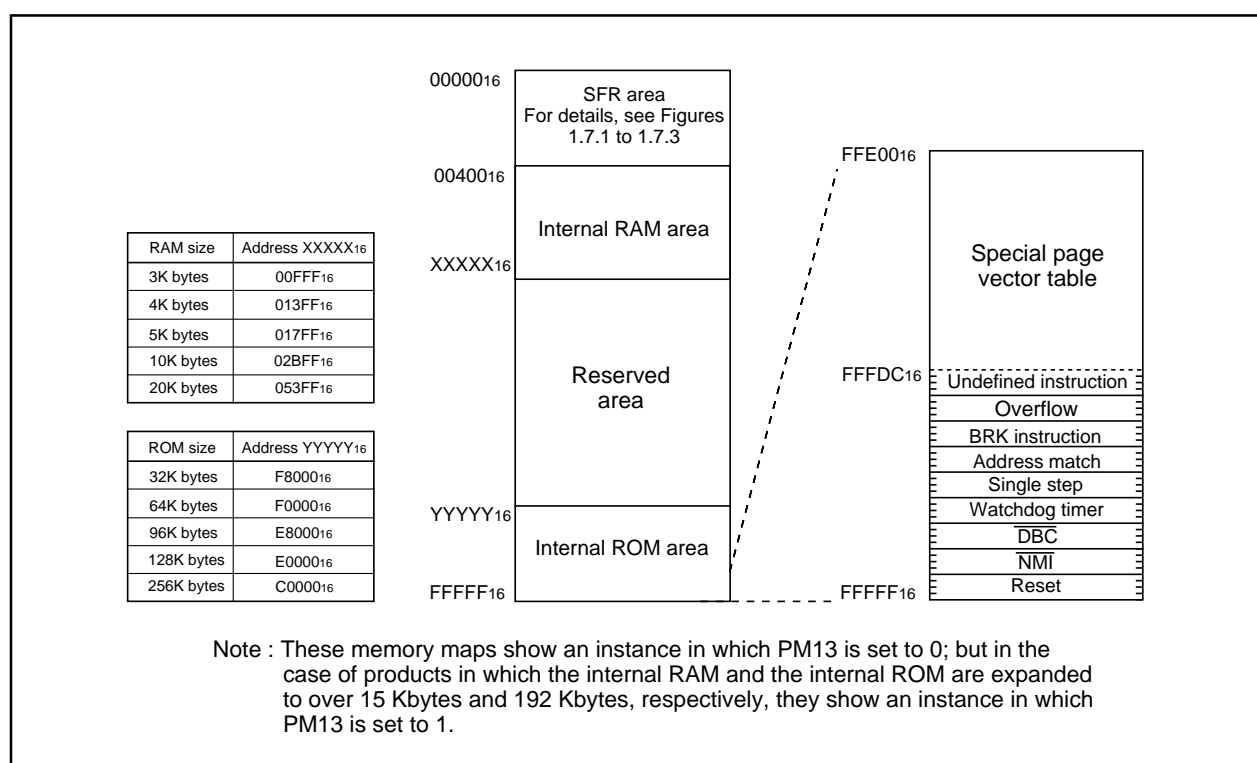 RAM size Address XXXXX16
3K bytes 00FFF16
4K bytes 013FF16
5K bytes 017FF16
10K bytes 02BFF16
20K bytes 053FF16
ROM size Address YYYYY16
32K bytes F800016
64K bytes F000016
96K bytes E800016
128K bytes E000016
256K bytes C000016
0000016
SFR area
For details, see Figures
1.7.1 to 1.7.3
0040016
Internal RAM area
XXXXX16
Reserved
area
YYYYY16
Internal ROM area
FFFFF16
FFE0016
Special page
vector table
FFFDC16
Undefined instruction
Overflow
BRK instruction
Address match
Single step
Watchdog timer
DBC
NMI
Reset
FFFFF16
Note : These memory maps show an instance in which PM13 is set to 0; but in the
case of products in which the internal RAM and the internal ROM are expanded
to over 15 Kbytes and 192 Kbytes, respectively, they show an instance in which
PM13 is set to 1.